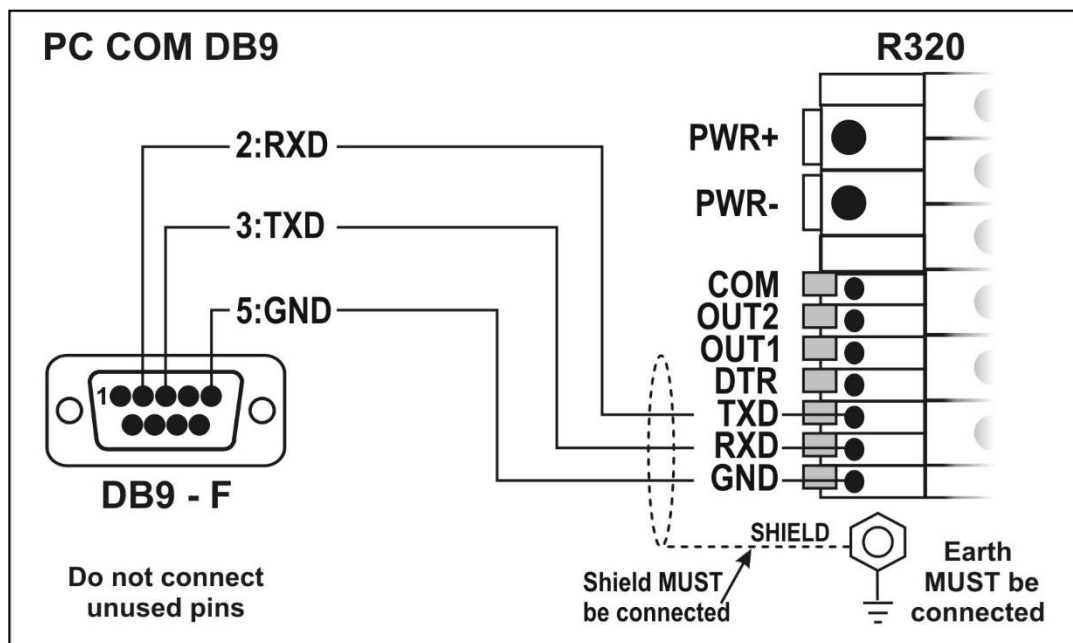 PC COM DB9
R320
2:RXD
3:TXD
5:GND
1
DB9 - F
Do not connect
unused pins
PWR+
PWR-
COM
OUT2
OUT1
DTR
TXD
RXD
GND
SHIELD
Shield MUST
be connected
Earth
MUST be
connected